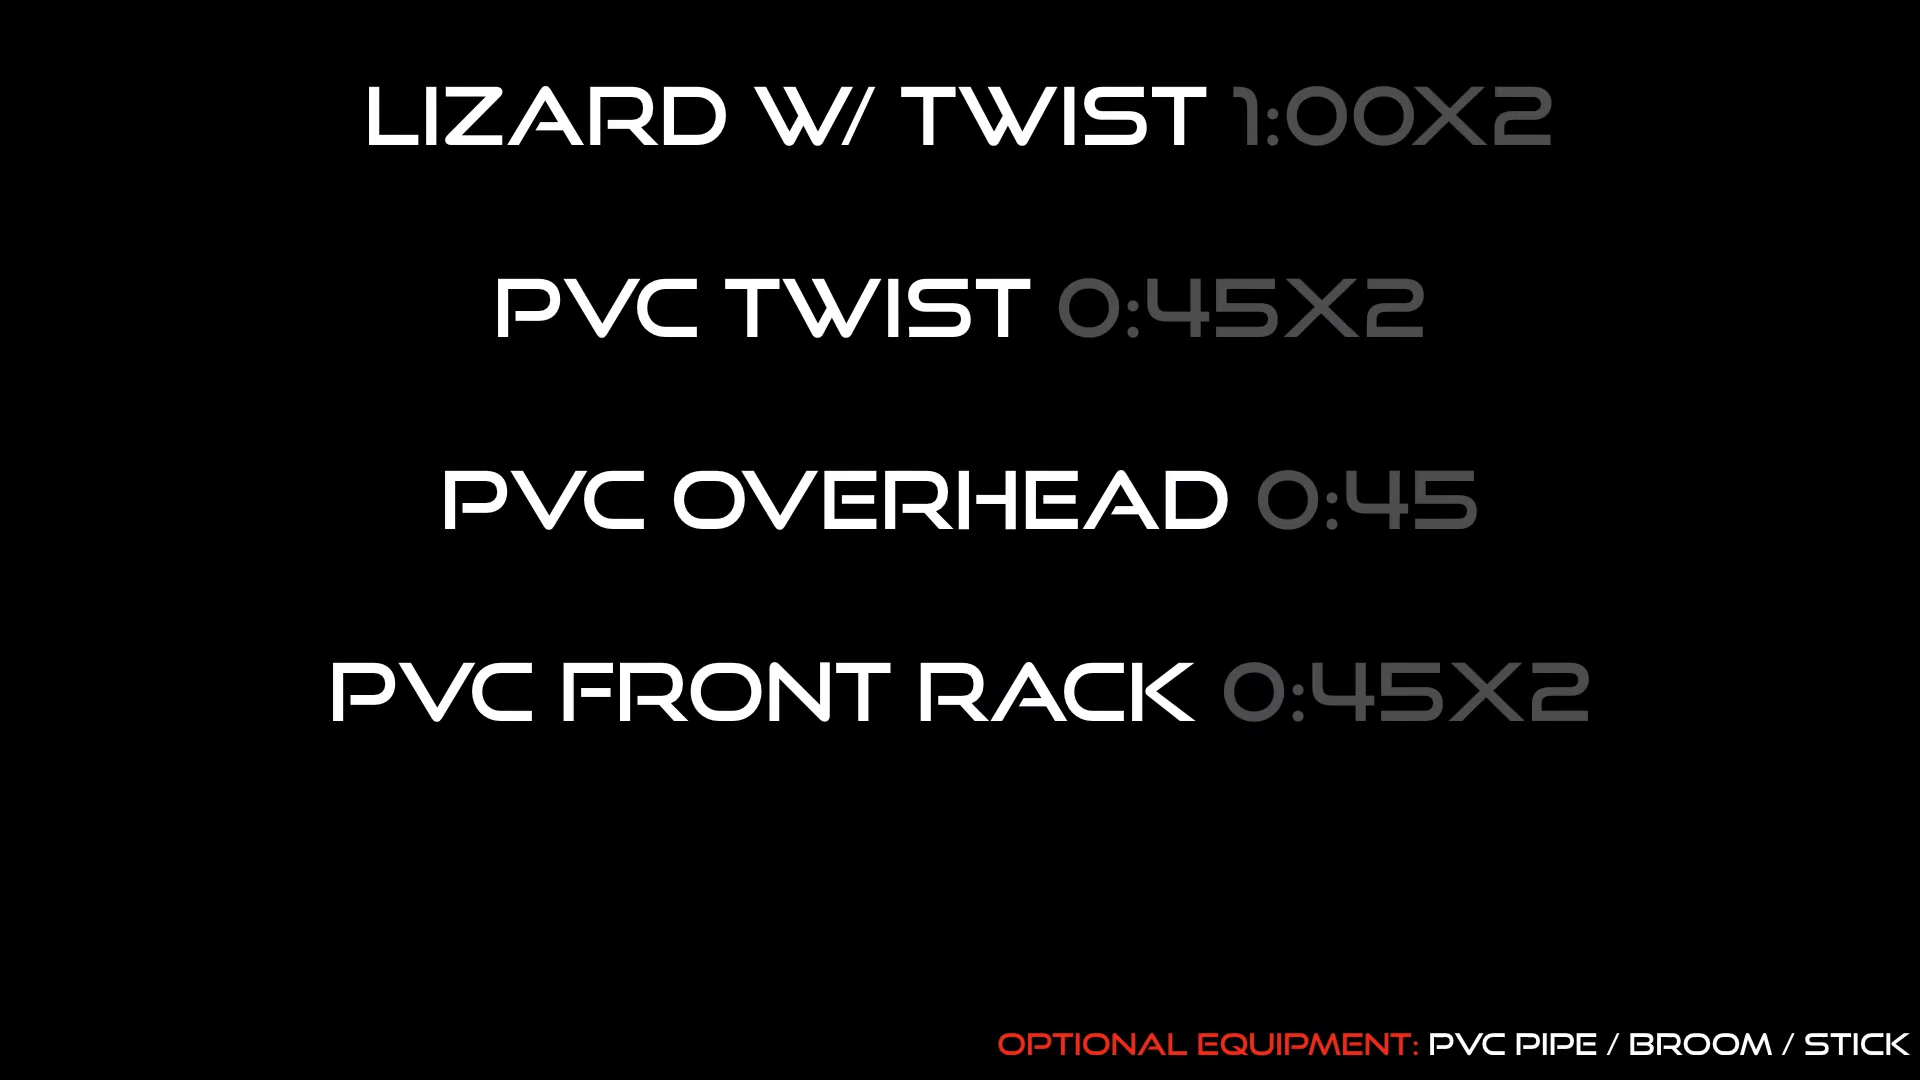 LIZARD W/ TWIST 1:00X2
PVC TWIST 0:45X2
PVC OVERHEAD 0:45
PVC FRONT RACK 0:45X2
OPTIONAL EQUIPMENT: PVC PIPE / BROOM / STICK